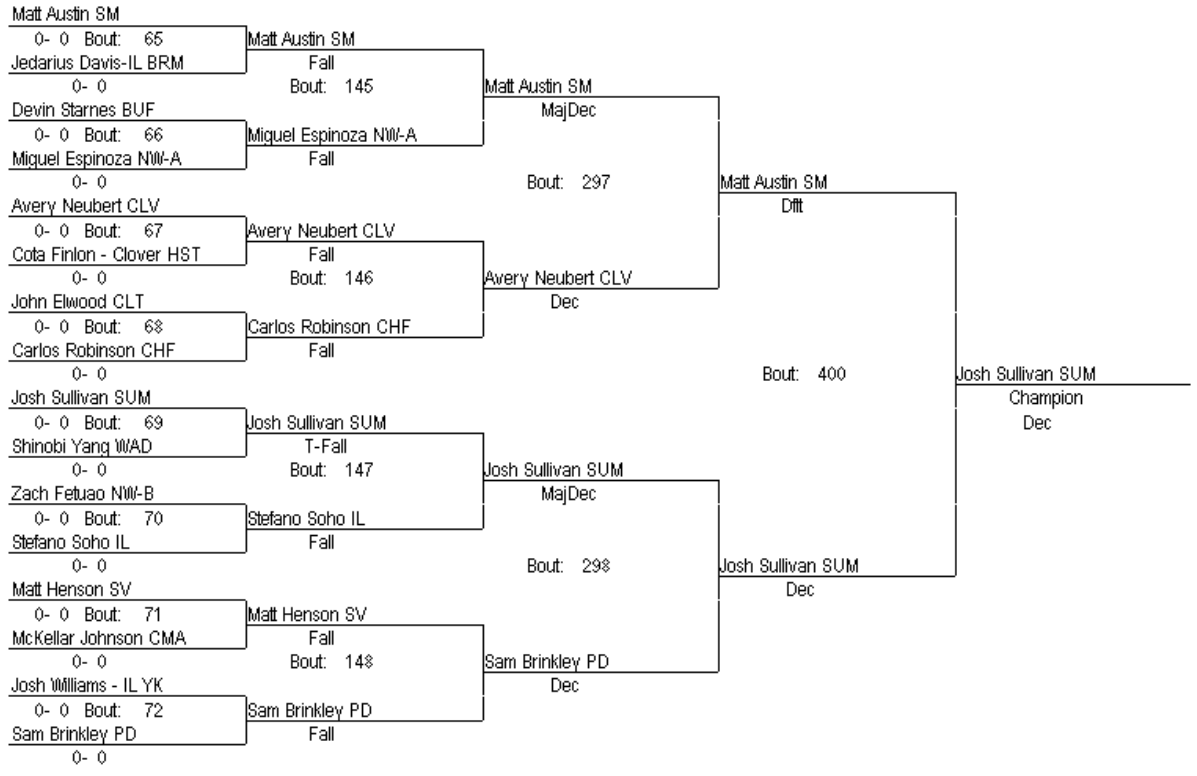 Matt Austin SM
0- 0 Bout: 65
Jedarius Davis-IL BRM
0- 0
Devin Starnes BUF
0- 0 Bout: 66
Miguel Espinoza NW-A
0- 0
Avery Neubert CLV
0- 0 Bout: 67
Cota Finlon - Clover HST
0- 0
John Elwood CLT
0- 0 Bout: 68
Carlos Robinson CHF
0- 0
Josh Sullivan SUM
0- 0 Bout: 69
Shinobi Yang WAD
0- 0
Zach Fetuao NW-B
0- 0 Bout: 70
Stefano Soho IL
0- 0
Matt Henson SV
0- 0 Bout: 71
McKellar Johnson CMA
0- 0
Josh Williams - IL YK
0- 0 Bout: 72
Sam Brinkley PD
0- 0
Matt Austin SM
Fall
Bout: 145
Miguel Espinoza NW-A
Fall
Avery Neubert CLV
Fall
Bout: 146
Carlos Robinson CHF
Fall
Josh Sullivan SUM
T-Fall
Bout: 147
Stefano Soho IL
Fall
Matt Henson SV
Fall
Bout: 148
Sam Brinkley PD
Fall
Matt Austin SM
MajDec
Bout: 297
Avery Neubert CLV
Dec
Josh Sullivan SUM
MajDec
Bout: 298
Sam Brinkley PD
Dec
Matt Austin SM
Dftt
Bout: 400
Josh Sullivan SUM
Dec
Josh Sullivan SUM
Champion
Dec